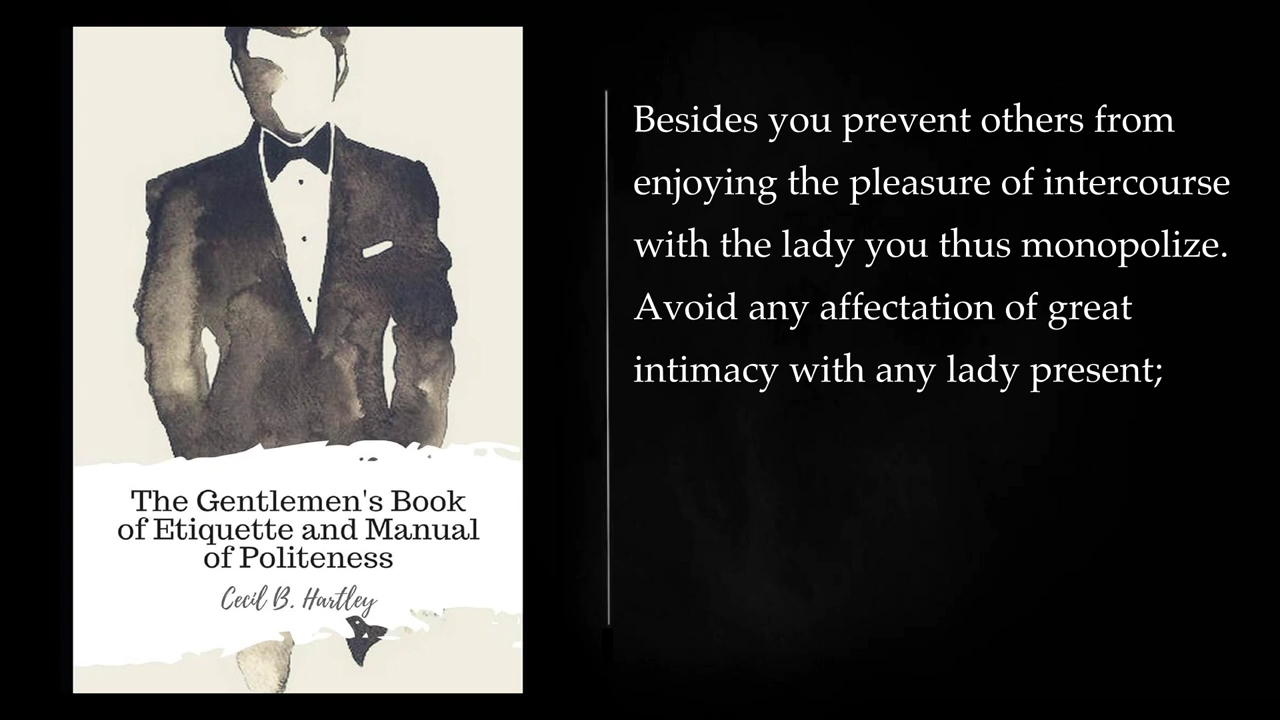 The Gentlemen's Book
of Etiquette and Manual
of Politeness
Cecil B. Hartley
Besides you prevent others from
enjoying the pleasure of intercourse
with the lady you thus monopolize.
Avoid any affectation of great
intimacy with any lady present;